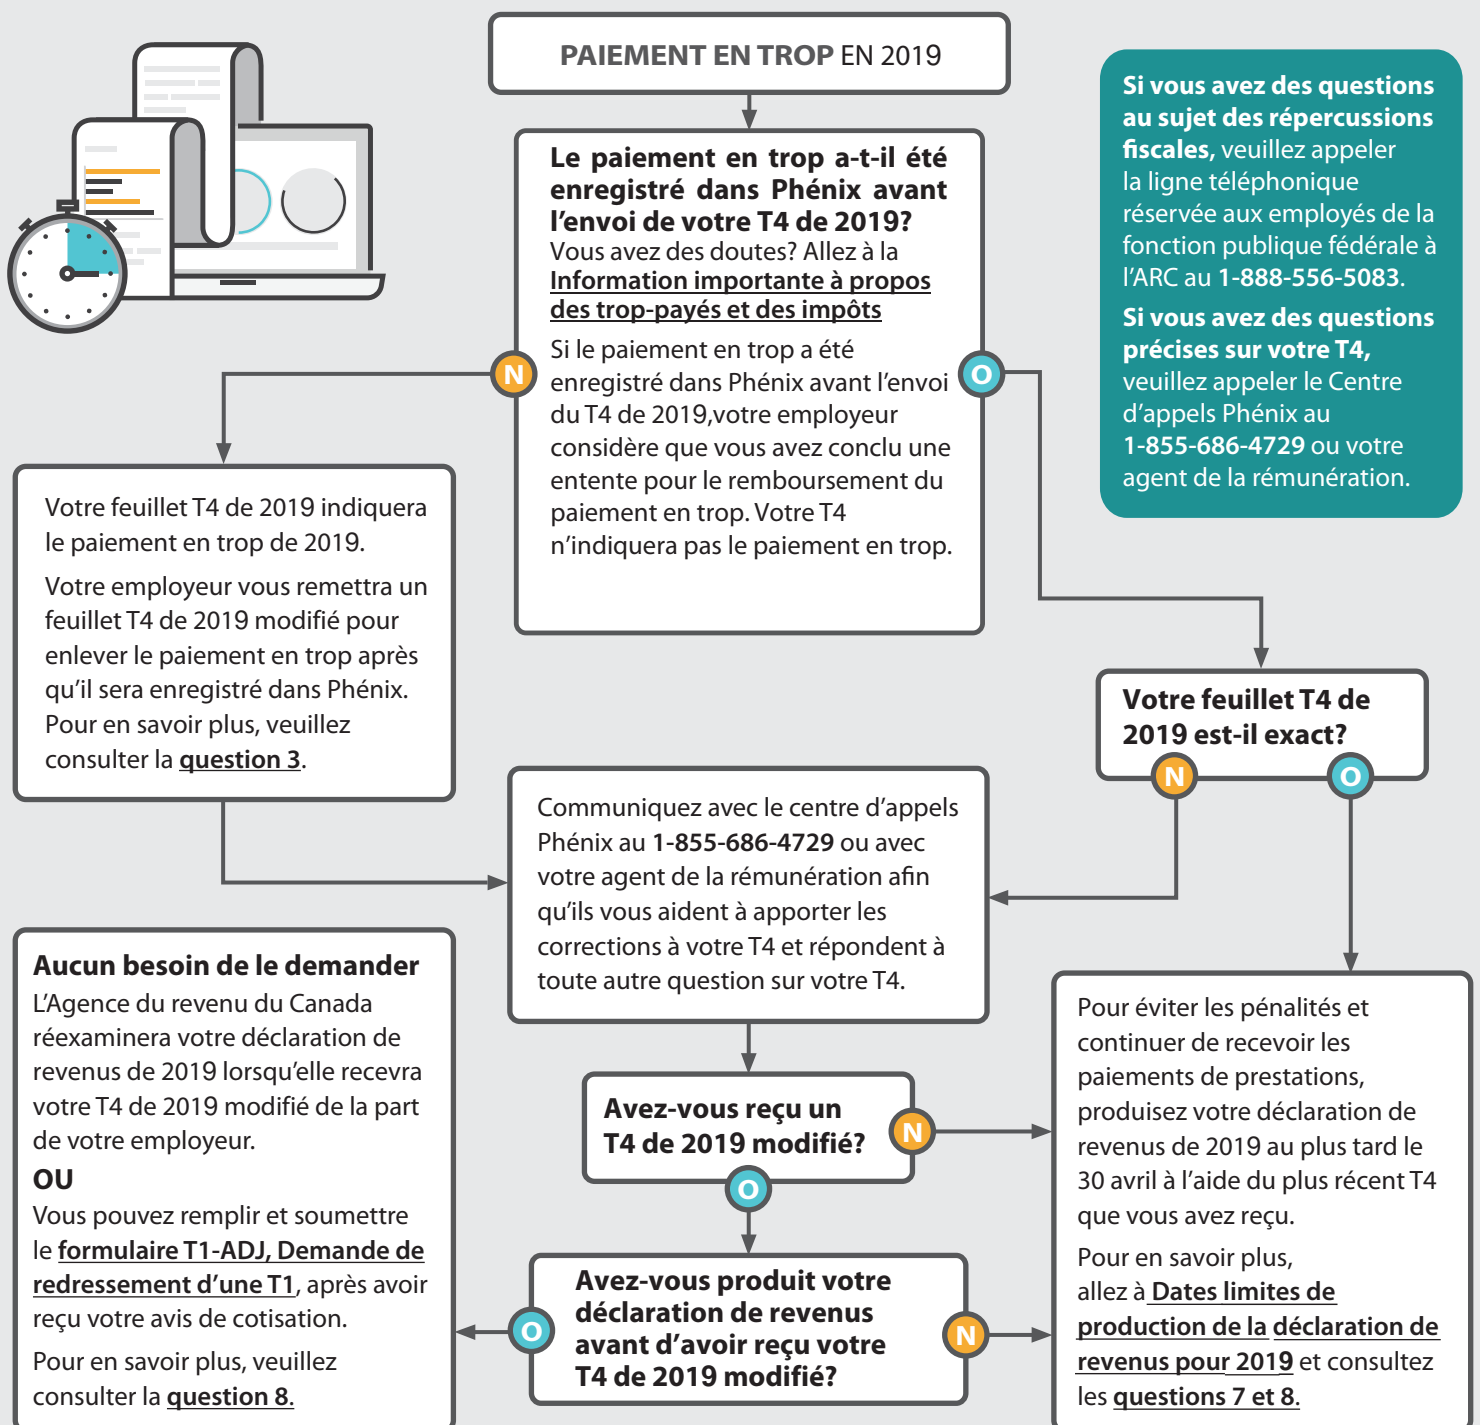 PAIEMENT EN TROP EN 2019
Si vous avez des questions
au sujet des répercussions
fiscales, veuillez appeler
la ligne téléphonique
réservée aux employés de la
fonction publique fédérale à
l’ARC au 1-888-556-5083.
Si vous avez des questions
précises sur votre T4,
veuillez appeler le Centre
d’appels Phénix au
1-855-686-4729 ou votre
agent de la rémunération.
Le paiement en trop a-t-il été
enregistré dans Phénix avant
l’envoi de votre T4 de 2019?
Vous avez des doutes? Allez à la
Information importante à propos
des trop-payés et des impôts
Si le paiement en trop a été
enregistré dans Phénix avant l’envoi
du T4 de 2019,votre employeur
considère que vous avez conclu une
entente pour le remboursement du
paiement en trop. Votre T4
n’indiquera pas le paiement en trop.
N
O
Votre feuillet T4 de 2019 indiquera
le paiement en trop de 2019.
Votre employeur vous remettra un
feuillet T4 de 2019 modifié pour
enlever le paiement en trop après
qu’il sera enregistré dans Phénix.
Pour en savoir plus, veuillez
consulter la question 3.
Votre feuillet T4 de
2019 est-il exact?
N
O
Communiquez avec le centre d’appels
Phénix au 1-855-686-4729 ou avec
votre agent de la rémunération afin
qu’ils vous aident à apporter les
corrections à votre T4 et répondent à
toute autre question sur votre T4.
Avez-vous reçu un
T4 de 2019 modifié?
N
O
Avez-vous produit votre
déclaration de revenus
avant d’avoir reçu votre
T4 de 2019 modifié?
O
N
Aucun besoin de le demander
L’Agence du revenu du Canada
réexaminera votre déclaration de
revenus de 2019 lorsqu’elle recevra
votre T4 de 2019 modifié de la part
de votre employeur.
OU
Vous pouvez remplir et soumettre
le formulaire T1-ADJ, Demande de
redressement d’une T1, après avoir
reçu votre avis de cotisation.
Pour en savoir plus, veuillez
consulter la question 8.
Pour éviter les pénalités et
continuer de recevoir les
paiements de prestations,
produisez votre déclaration de
revenus de 2019 au plus tard le
30 avril à l’aide du plus récent T4
que vous avez reçu.
Pour en savoir plus,
allez à Dates limites de
production de la déclaration de
revenus pour 2019 et consultez
les questions 7 et 8.